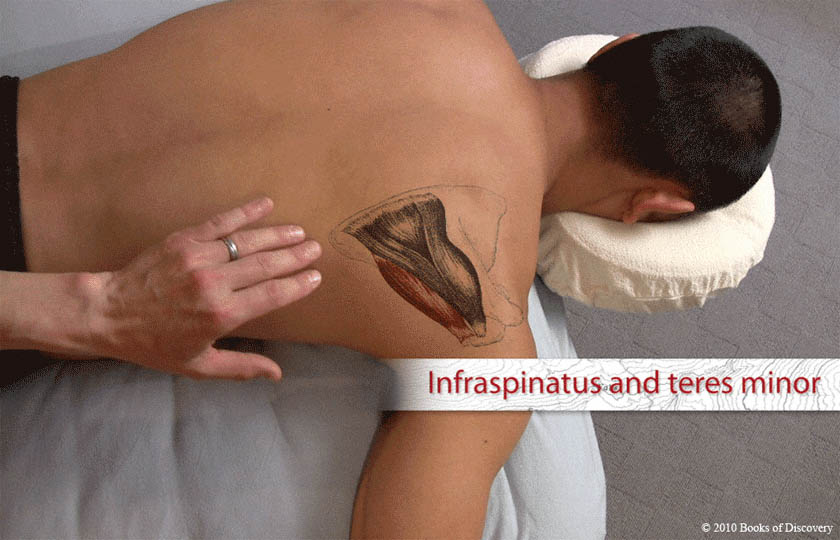 Infraspinatus and teres minor
© 2010 Books of Discovery